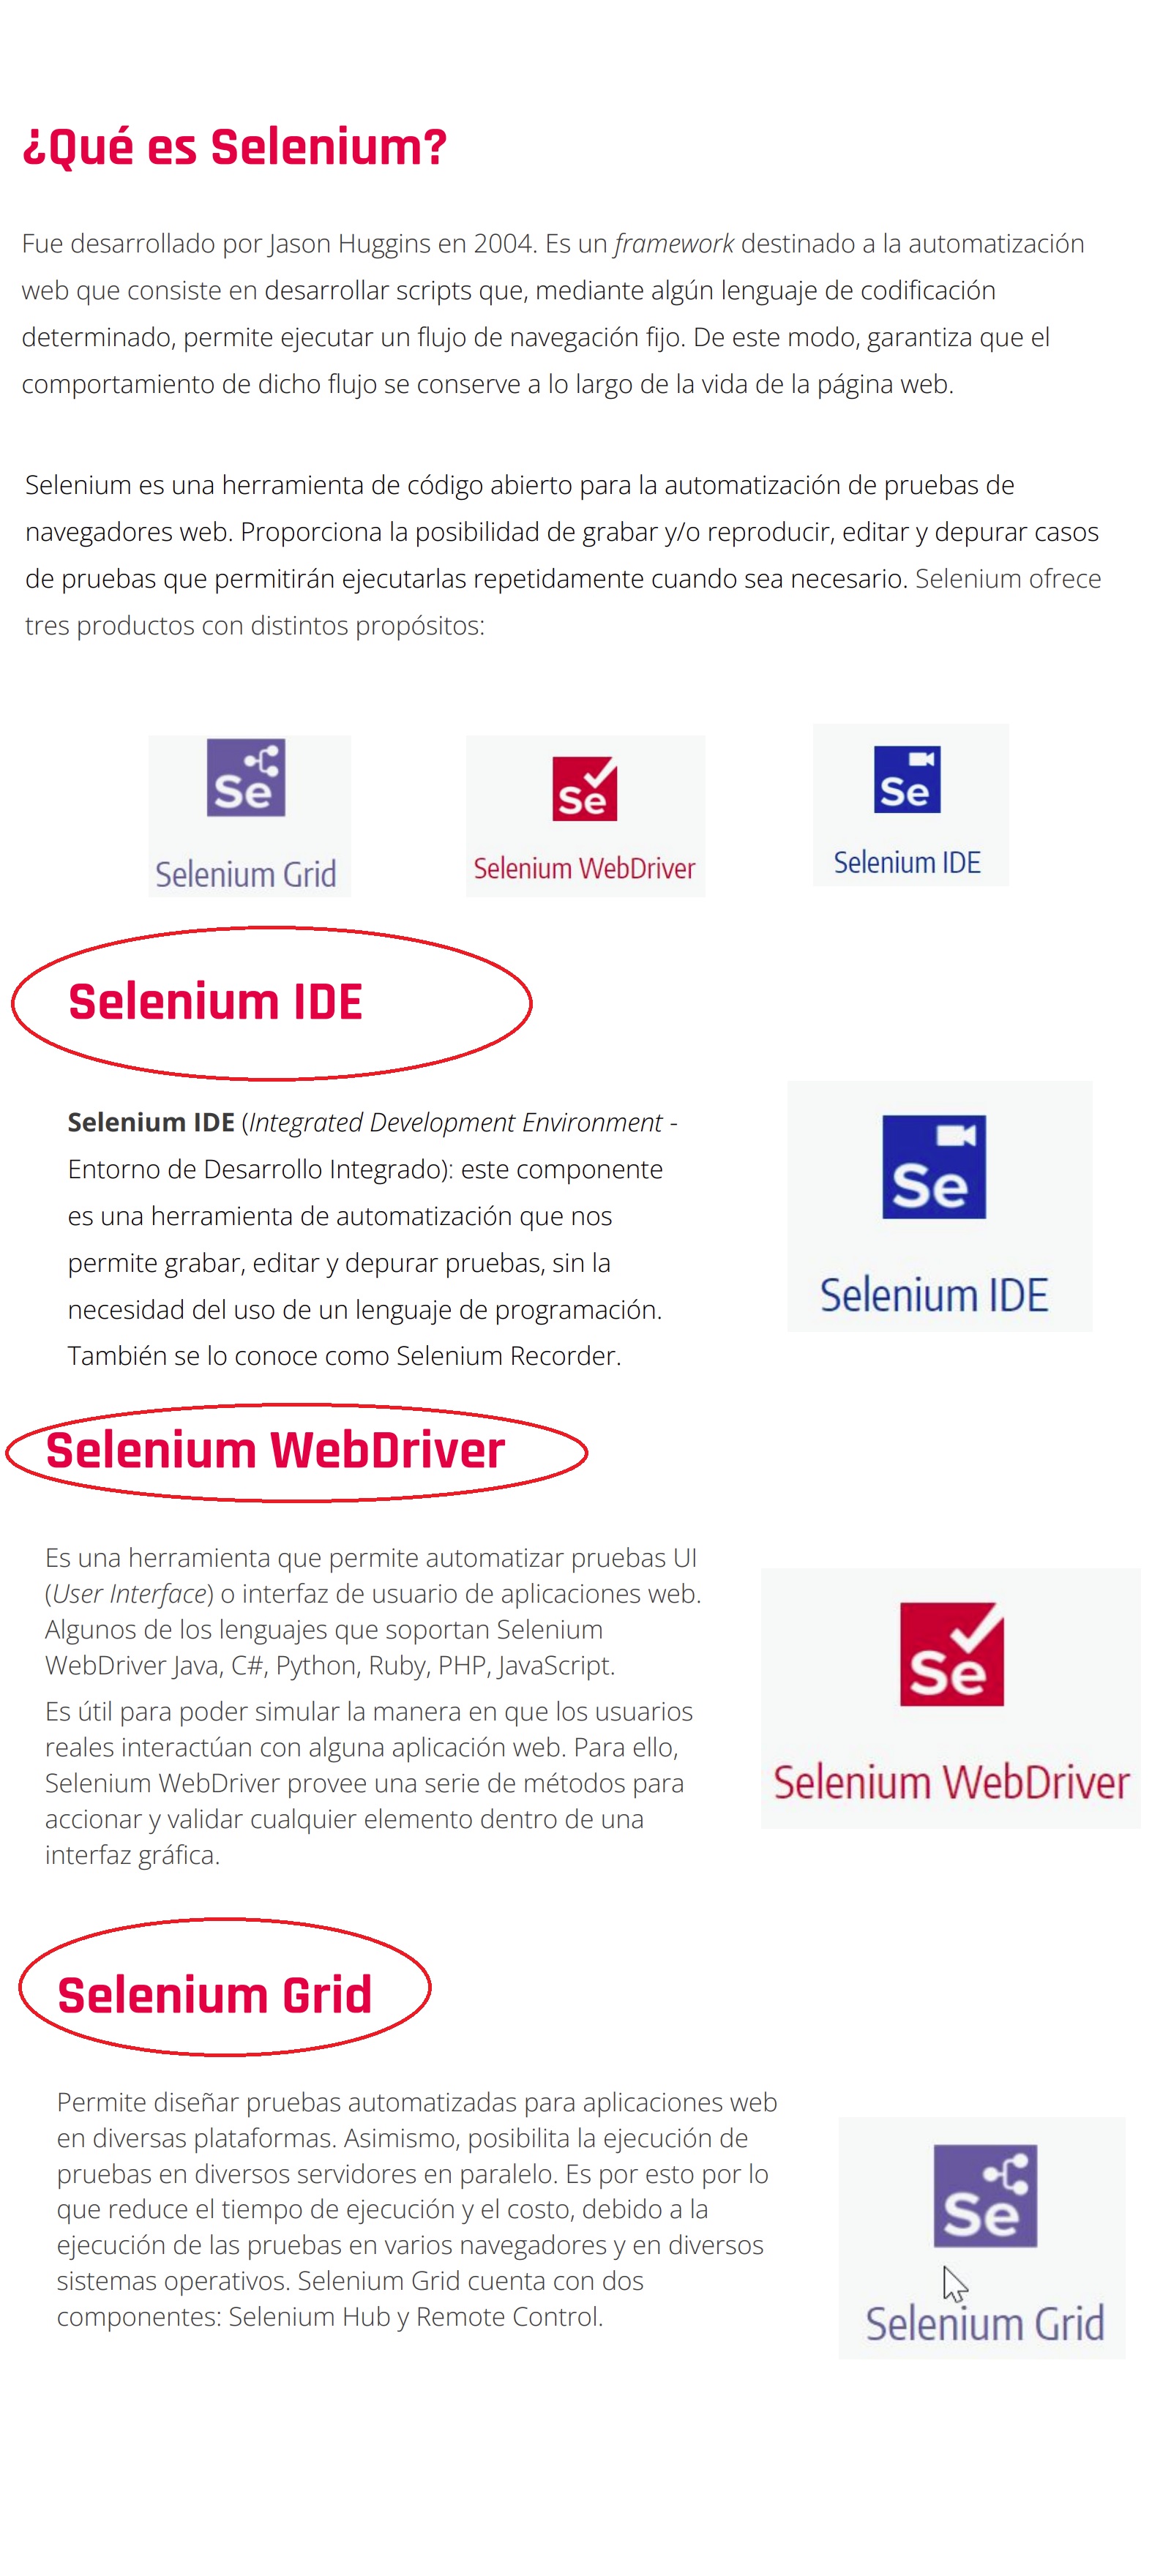 ¿Qué es Selenium?
Fue desarrollado por Jason Huggins en 2004. Es un framework destinado a la automatización
web que consiste en desarrollar scripts que, mediante algún lenguaje de codificación
determinado, permite ejecutar un flujo de navegación fijo. De este modo, garantiza que el
comportamiento de dicho flujo se conserve a lo largo de la vida de la página web.
Selenium es una herramienta de código abierto para la automatización de pruebas de
navegadores web. Proporciona la posibilidad de grabar y/o reproducir, editar y depurar casos
de pruebas que permitirán ejecutarlas repetidamente cuando sea necesario. Selenium ofrece
tres productos con distintos propósitos:
Se
Selenium Grid
Se
Selenium WebDriver
Se
Selenium IDE
Selenium IDE
Selenium IDE (Integrated Development Environment -
Entorno de Desarrollo Integrado): este componente
es una herramienta de automatización que nos
permite grabar, editar y depurar pruebas, sin la
necesidad del uso de un lenguaje de programación.
También se lo conoce como Selenium Recorder.
Se
Selenium IDE
Selenium WebDriver
Es una herramienta que permite automatizar pruebas UI
(User Interface) o interfaz de usuario de aplicaciones web.
Algunos de los lenguajes que soportan Selenium
WebDriver Java, C#, Python, Ruby, PHP, JavaScript.
Es útil para poder simular la manera en que los usuarios
reales interactúan con alguna aplicación web. Para ello,
Selenium WebDriver provee una serie de métodos para
accionar y validar cualquier elemento dentro de una
interfaz gráfica.
Se
Selenium WebDriver
Selenium Grid
Permite diseñar pruebas automatizadas para aplicaciones web
en diversas plataformas. Asimismo, posibilita la ejecución de
pruebas en diversos servidores en paralelo. Es por esto por lo
que reduce el tiempo de ejecución y el costo, debido a la
ejecución de las pruebas en varios navegadores y en diversos
sistemas operativos. Selenium Grid cuenta con dos
componentes: Selenium Hub y Remote Control.
Se
Selenium Grid